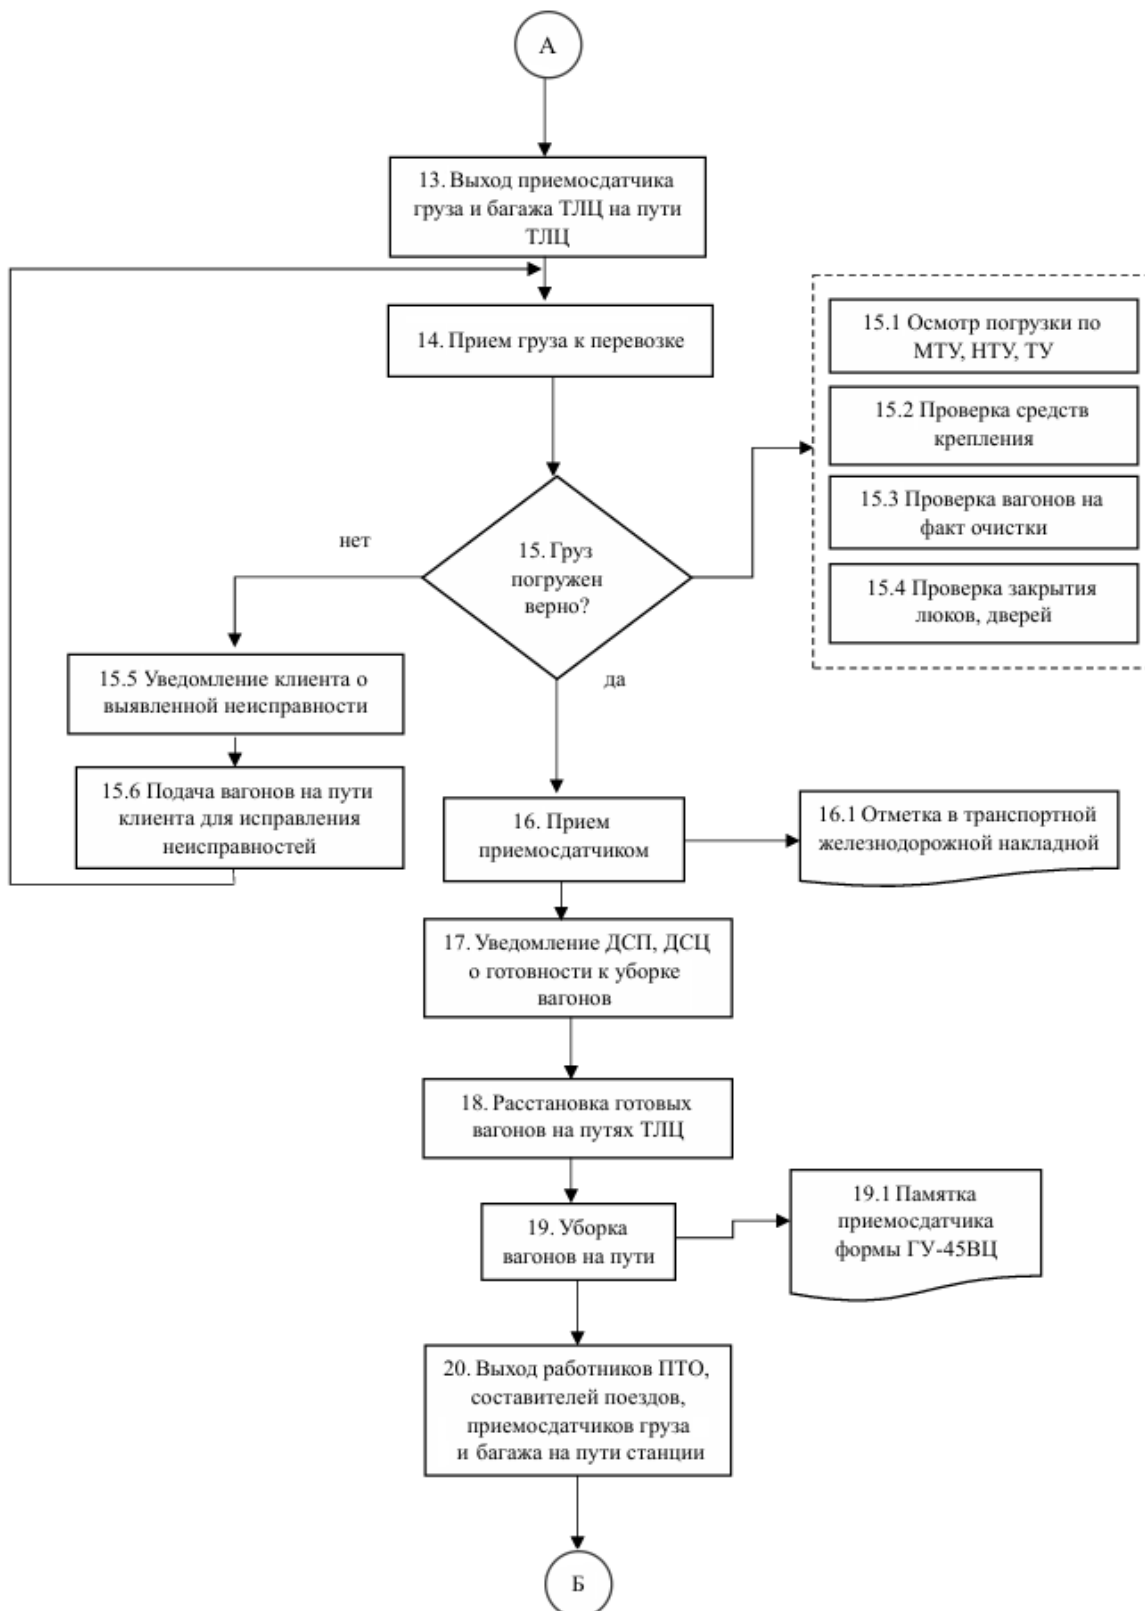 А
13. Выход приемосдатчика
груза и багажа ТЛЦ на пути
ТЛЦ
14. Прием груза к перевозке
15.1 Осмотр погрузки по
МТУ, НТУ, ТУ
15.2 Проверка средств
крепления
15.3 Проверка вагонов на
факт очистки
15.4 Проверка закрытия
люков, дверей
нет
15. Груз
погружен
верно?
да
15.5 Уведомление клиента о
выявленной неисправности
15.6 Подача вагонов на пути
клиента для исправления
неисправностей
16. Прием
приемосдатчиком
16.1 Отметка в транспортной
железнодорожной накладной
17. Уведомление ДСП, ДСЦ
о готовности к уборке
вагонов
18. Расстановка готовых
вагонов на путях ТЛЦ
19. Уборка
вагонов на пути
19.1 Памятка
приемосдатчика
формы ГУ-45ВЦ
20. Выход работников ПТО,
составителей поездов,
приемосдатчиков груза
и багажа на пути станции
Б